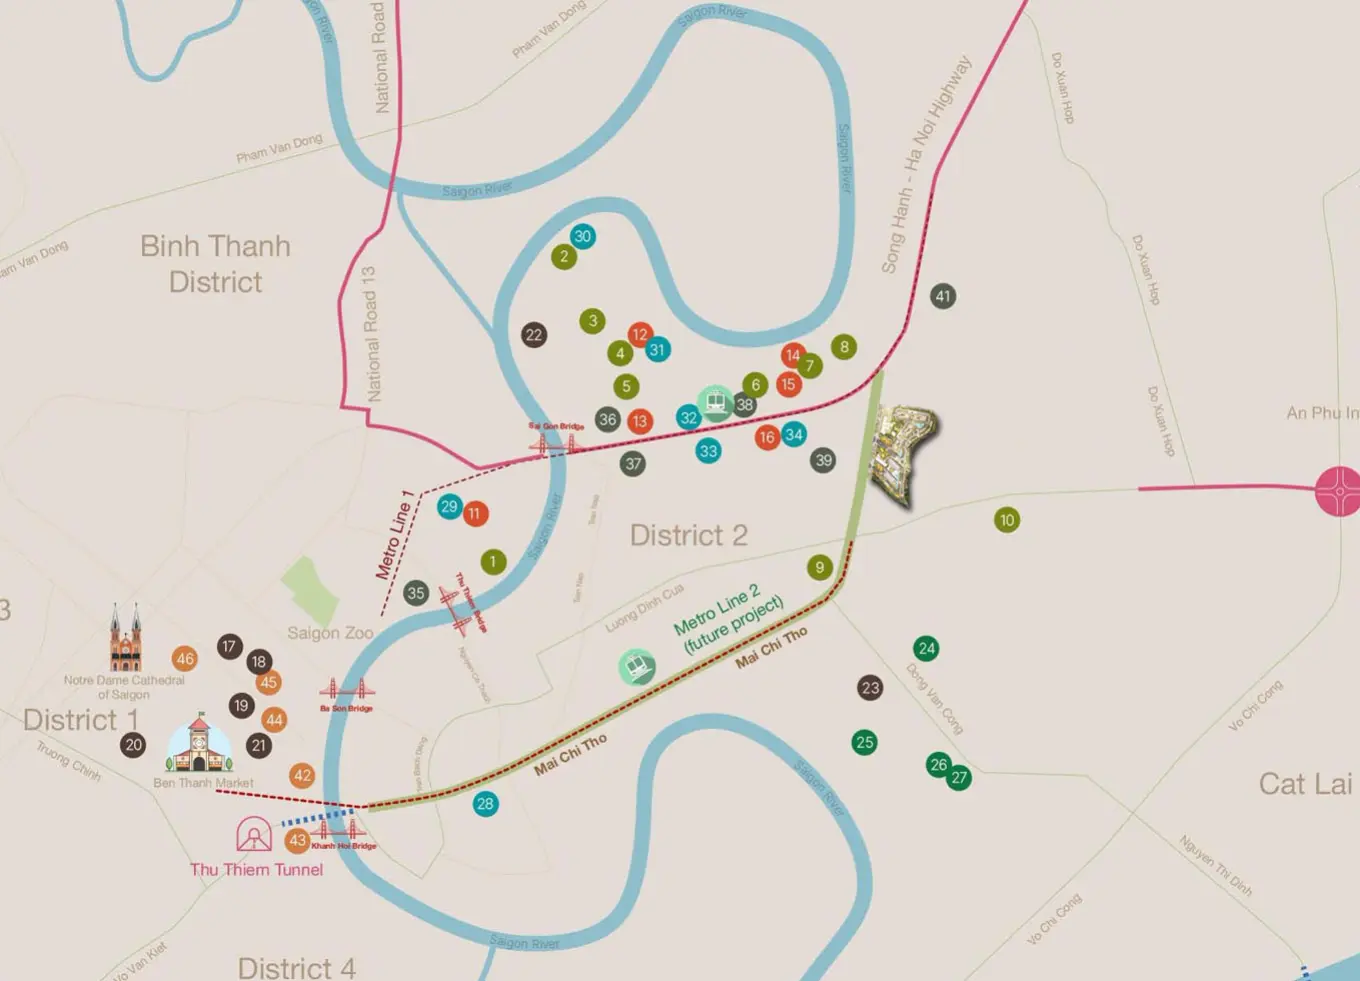 Saigon River
National Road
Pham Van Dong
Saigon River
Song Hanh - Ha Noi Highway
Do Xuan Hop
Pham Van Dong
Saigon River
Saigon River
Binh Thanh
District
Pham Van Dong
30
2
Do Xuan Hop
41
National Road 13
3
22
12
31
4
8
14
7
5
6
15
38
Do Xuan Hop
An Phu In
36
13
32
Sai Gon Bridge
16
34
33
37
39
Metro Line 1
29
11
Saigon River
District 2
10
1
9
35
Thu Thiem Bridge
Luong Dinh Cua
Metro Line 2
(future project)
3
Saigon Zoo
Mai Chi Tho
17
46
18
45
24
Notre Dame Cathedral
of Saigon
23
Dong Van Cong
Ba Son Bridge
19
44
District 1
Vo Chi Cong
20
21
25
Truong Chinh
Mai Chi Tho
26
27
Ben Thanh Market
42
Saigon River
Cat Lai
28
43
Khanh Hoi Bridge
Thu Thiem Tunnel
Nguyen Thi Dinh
Vo Chi Cong
Saigon River
Vo Van Kiet
District 4